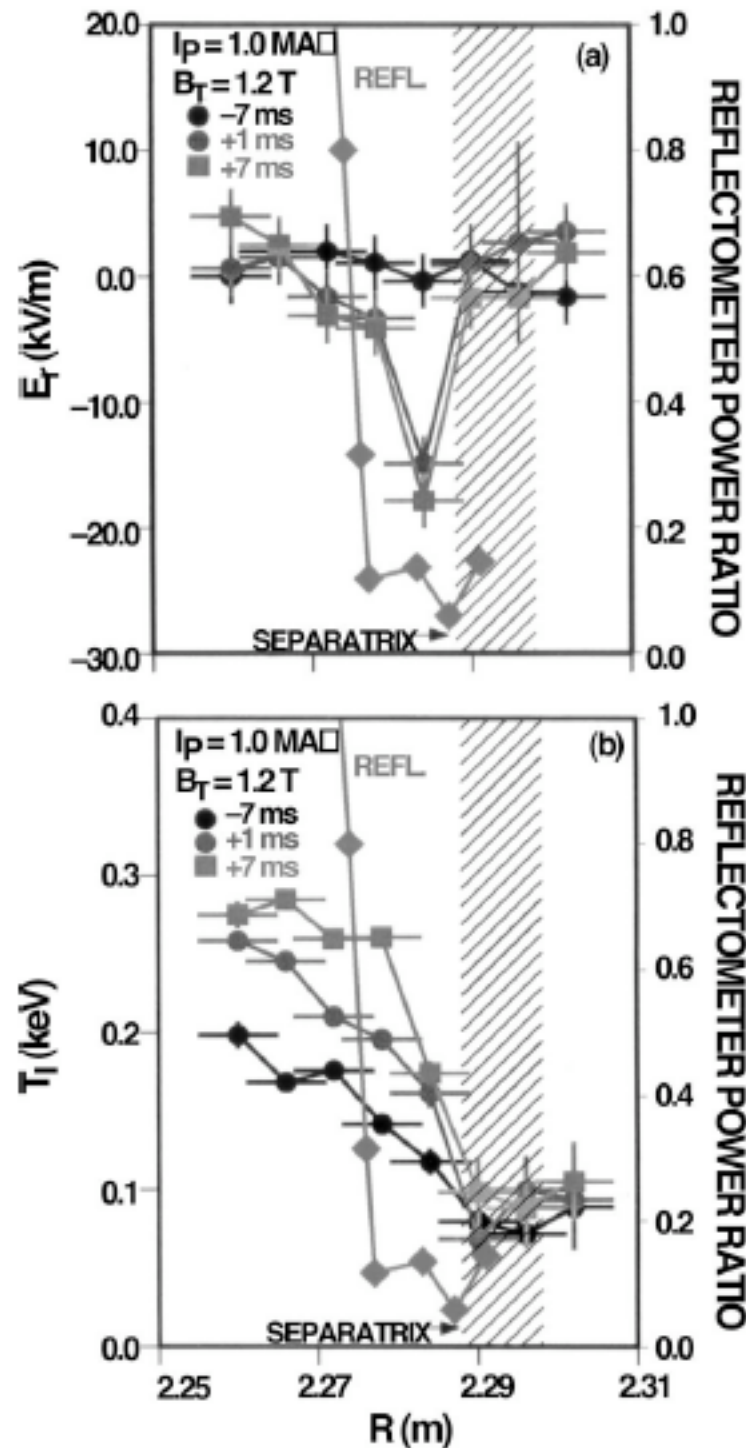 20.0
10.0
0.0
−10.0
−20.0
−30.0
Er (kV/m)
IP = 1.0 MA□
BT = 1.2 T
−7 ms
+1 ms
+7 ms
REFL.
(a)
SEPARATRIX
1.0
0.8
0.6
0.4
0.2
0.0
REFLECTOMETER POWER RATIO
0.4
0.3
0.2
0.1
0.0
TI (keV)
IP = 1.0 MA□
BT = 1.2 T
−7 ms
+1 ms
+7 ms
REFL.
(b)
SEPARATRIX
1.0
0.8
0.6
0.4
0.2
0.0
REFLECTOMETER POWER RATIO
2.25
2.27
2.29
2.31
R (m)